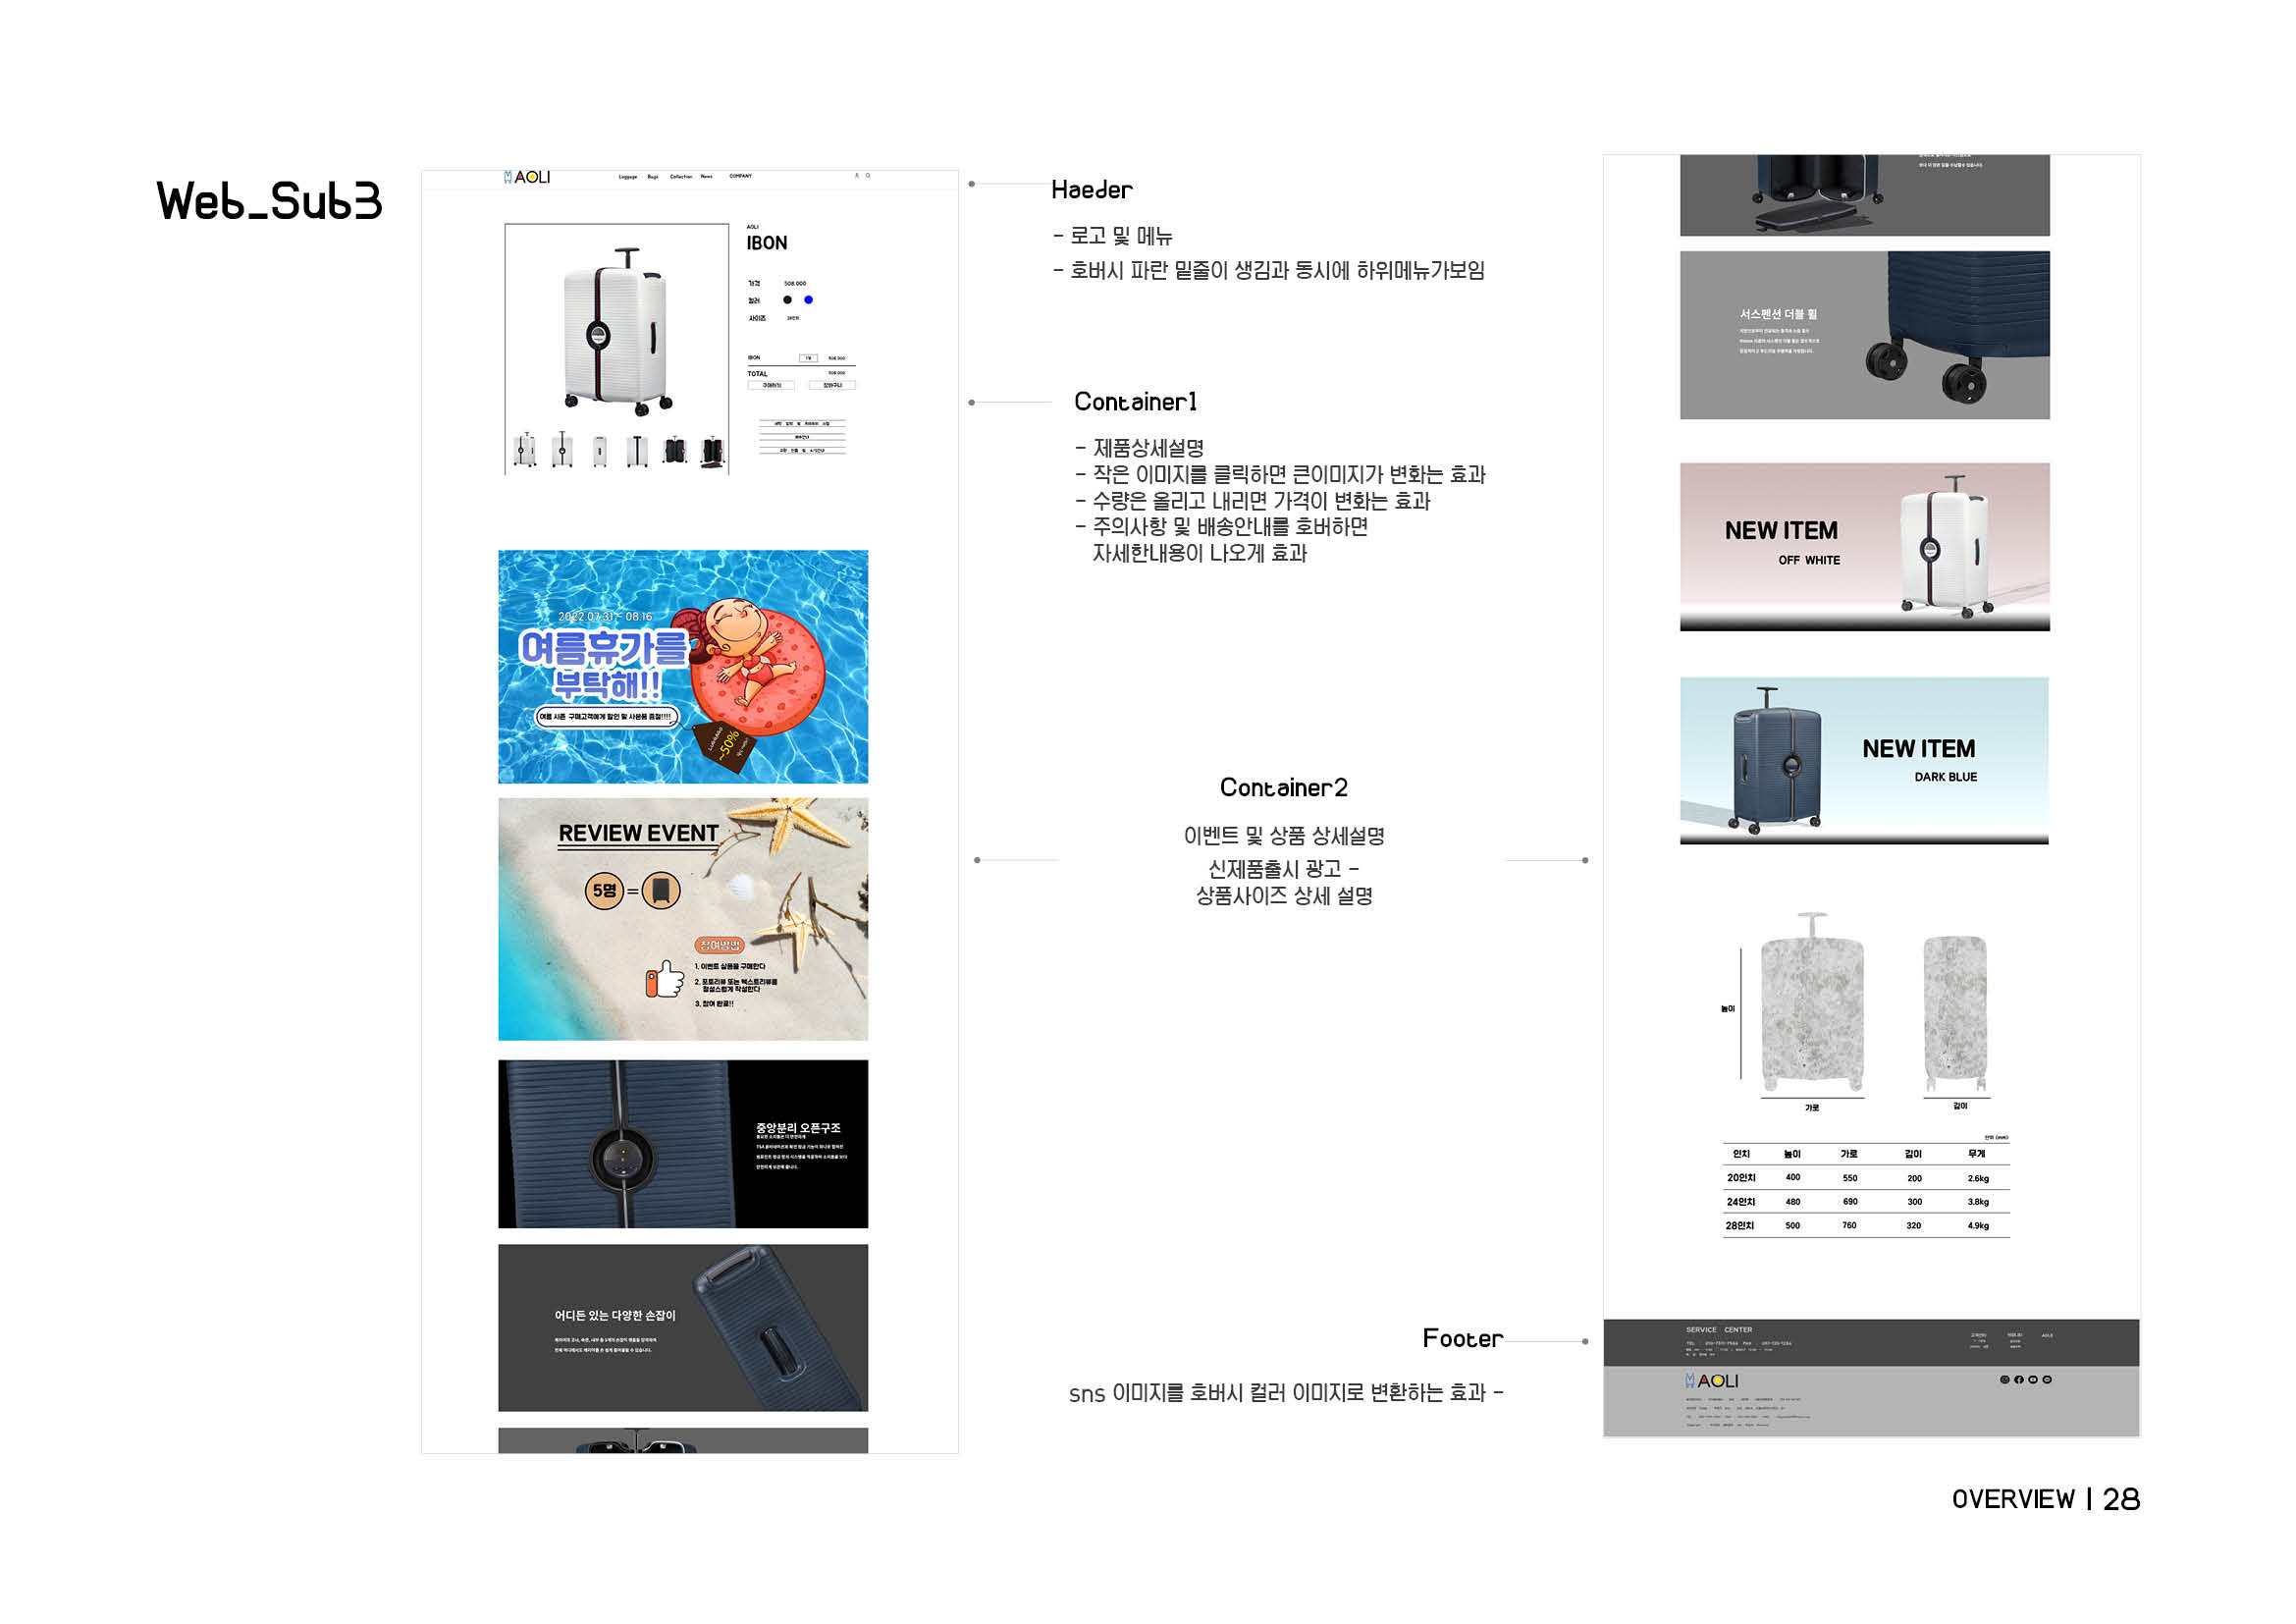 Web_Sub3
AOLI
Luggage Bags Collection News COMPANY
AOLI
IBON
가격 508,000
컬러
사이즈
IBON 508,000
TOTAL 508,000
구매하기 장바구니
배송안내
2022.07.31 - 08.16
여름휴가를
부탁해!!
여름 시즌 구매고객에게 할인 및 사은품 증정!!!!
~50%
REVIEW EVENT
5명 =
참여방법
1. 이벤트 상품을 구매한다
2. 포토리뷰 또는 텍스트리뷰를
정성스럽게 작성한다
3. 참여 완료!!
중앙분리 오픈구조
어디든 있는 다양한 손잡이
Haeder
- 로고 및 메뉴
- 호버시 파란 밑줄이 생김과 동시에 하위메뉴가보임
Container1
- 제품상세설명
- 작은 이미지를 클릭하면 큰이미지가 변화는 효과
- 수량은 올리고 내리면 가격이 변화는 효과
- 주의사항 및 배송안내를 호버하면
자세한내용이 나오게 효과
Container2
이벤트 및 상품 상세설명
신제품출시 광고 -
상품사이즈 상세 설명
Footer
sns 이미지를 호버시 컬러 이미지로 변환하는 효과 -
서스펜션 더블 휠
NEW ITEM
OFF WHITE
NEW ITEM
DARK BLUE
높이
가로
깊이
단위 (mm)
인치 높이 가로 깊이 무게
20인치 400 550 200 2.6kg
24인치 480 690 300 3.8kg
28인치 500 760 320 4.9kg
SERVICE CENTER
AOLI
OVERVIEW | 28